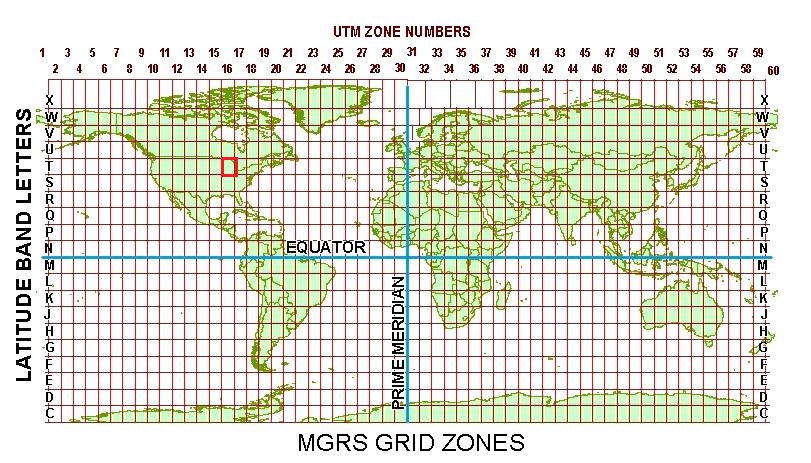 UTM ZONE NUMBERS
1 3 5 7 9 11 13 15 17 19 21 23 25 27 29 31 33 35 37 39 41 43 45 47 49 51 53 55 57 59
2 4 6 8 10 12 14 16 18 20 22 24 26 28 30 32 34 36 38 40 42 44 46 48 50 52 54 56 58 60
LATITUDE BAND LETTERS
X X
W W
V V
U U
T T
S S
R R
Q Q
P P
N EQUATOR N
M M
L L
K K
J J
H H
G G
F F
E E
D D
C C
PRIME MERIDIAN
MGRS GRID ZONES